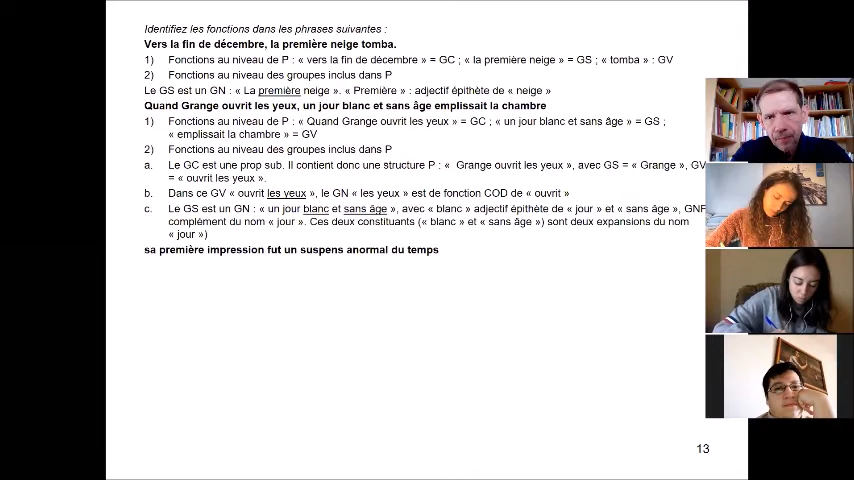 Identifiez les fonctions dans les phrases suivantes :
Vers la fin de décembre, la première neige tomba.
1) Fonctions au niveau de P : « vers la fin de décembre » = GC ; « la première neige » = GS ; « tomba » : GV
2) Fonctions au niveau des groupes inclus dans P
Le GS est un GN : « La première neige ». « Première » : adjectif épithète de « neige »
Quand Grange ouvrit les yeux, un jour blanc et sans âge emplissait la chambre
1) Fonctions au niveau de P : « Quand Grange ouvrit les yeux » = GC ; « un jour blanc et sans âge » = GS ;
« emplissait la chambre » = GV
2) Fonctions au niveau des groupes inclus dans P
a. Le GC est une prop sub. Il contient donc une structure P : « Grange ouvrit les yeux », avec GS = « Grange », GV
= « ouvrit les yeux ».
b. Dans ce GV « ouvrit les yeux », le GN « les yeux » est de fonction COD de « ouvrit »
c. Le GS est un GN : « un jour blanc et sans âge », avec « blanc » adjectif épithète de « jour » et « sans âge », GNP
complément du nom « jour ». Ces deux constituants (« blanc » et « sans âge ») sont deux expansions du nom
« jour »)
sa première impression fut un suspens anormal du temps
13